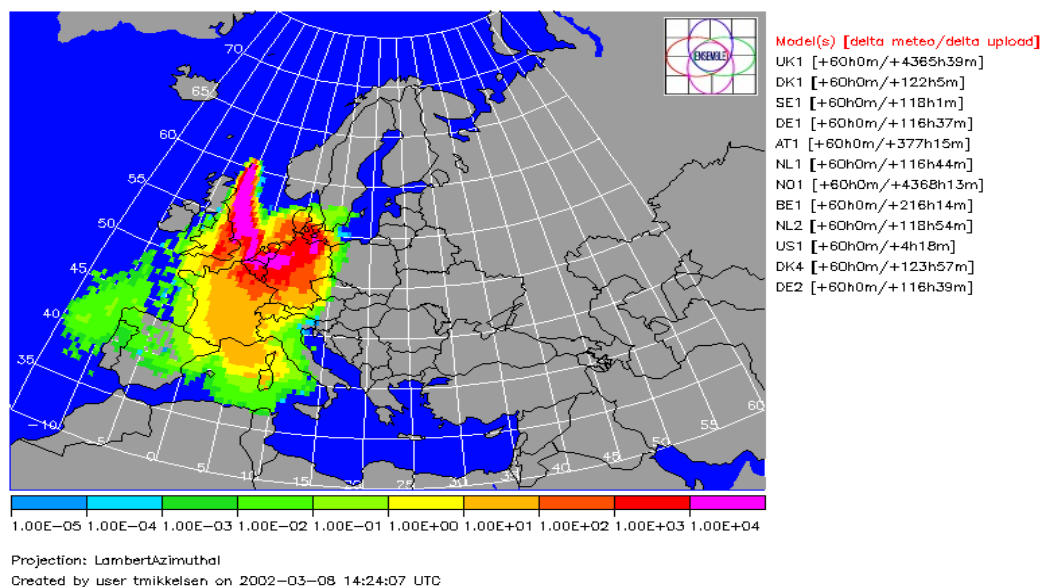 70
65
60
55
50
45
40
35
-10
-5
0
5
10
15
20
25
30
35
40
45
50
55
60
ENSEMBLE
Model(s) [delta meteo/delta upload]
UK1 [+60h0m/+4365h39m]
DK1 [+60h0m/+122h5m]
SE1 [+60h0m/+118h1m]
DE1 [+60h0m/+116h37m]
AT1 [+60h0m/+377h15m]
NL1 [+60h0m/+116h44m]
NO1 [+60h0m/+4368h13m]
BE1 [+60h0m/+216h14m]
NL2 [+60h0m/+118h54m]
US1 [+60h0m/+4h18m]
DK4 [+60h0m/+123h57m]
DE2 [+60h0m/+116h39m]
1.00E-05 1.00E-04 1.00E-03 1.00E-02 1.00E-01 1.00E+00 1.00E+01 1.00E+02 1.00E+03 1.00E+04
Projection: LambertAzimuthal
Created by user tmikkelsen on 2002-03-08 14:24:07 UTC